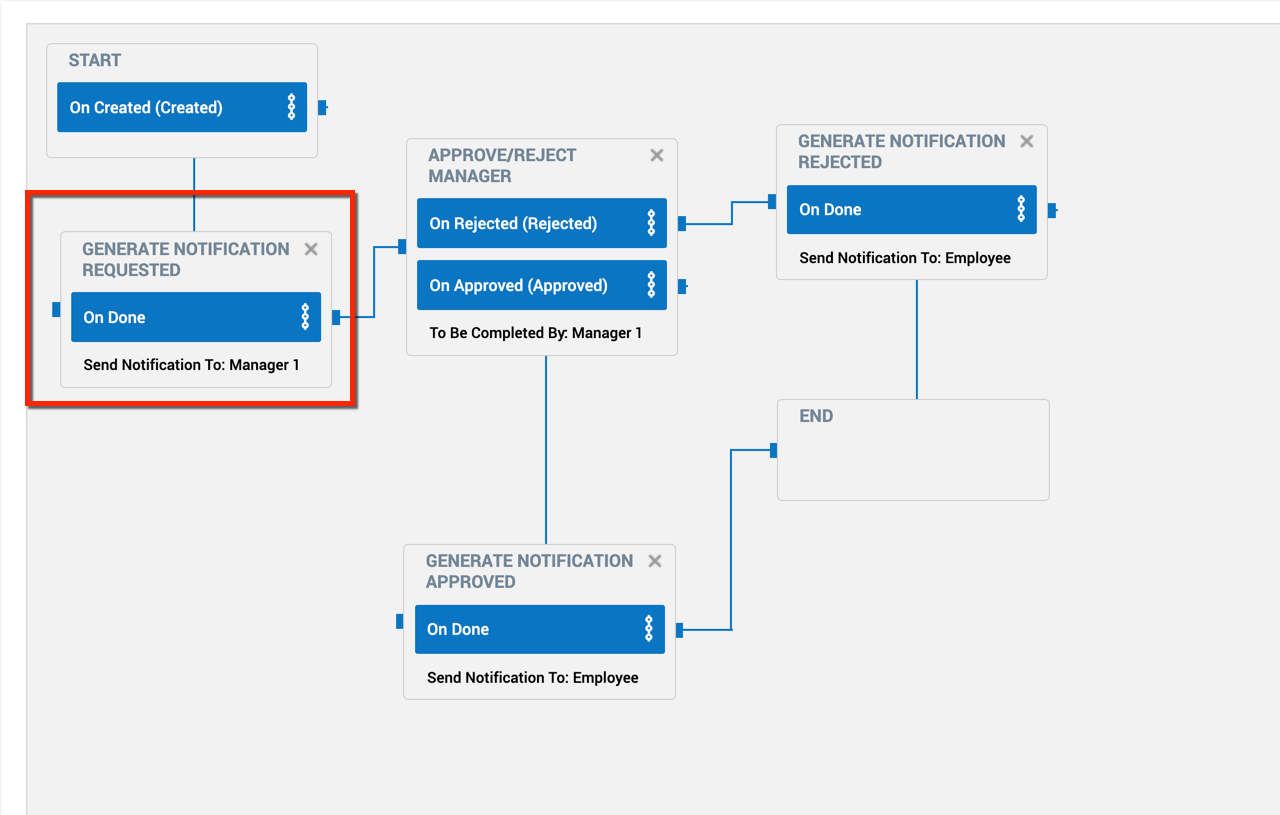 START
On Created (Created)
GENERATE NOTIFICATION
REQUESTED
On Done
Send Notification To: Manager 1
APPROVE/REJECT
MANAGER
On Rejected (Rejected)
On Approved (Approved)
To Be Completed By: Manager 1
GENERATE NOTIFICATION
REJECTED
On Done
Send Notification To: Employee
END
GENERATE NOTIFICATION
APPROVED
On Done
Send Notification To: Employee